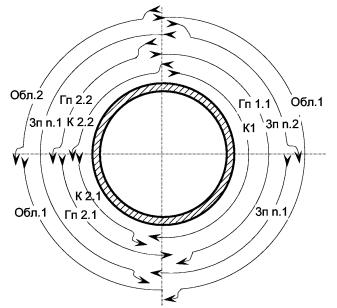 Обл.2
Гп 2.2
Гп 1.1
Обл.1
Зп п.1
К 2.2
К1
Зп п.2
К 2.1
Обл.1
Гп 2.1
Зп п.1